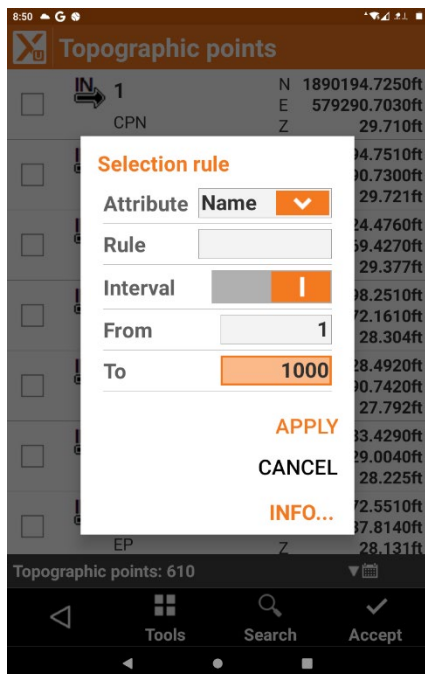 8:50 G
Xu Topographic points
IN 1 N 1890194.7250ft
E 579290.7030ft
CPN Z 29.710ft
94.7510ft
Selection rule 90.7300ft
29.721ft
Attribute Name
24.4760ft
Rule 59.4270ft
29.377ft
Interval 98.2510ft
72.1610ft
From 1 28.304ft
To 1000 28.4920ft
90.7420ft
27.792ft
APPLY 33.4290ft
29.0040ft
CANCEL 28.225ft
72.5510ft
INFO... 37.8140ft
EP Z 28.131ft
Topographic points: 610
Tools Search Accept